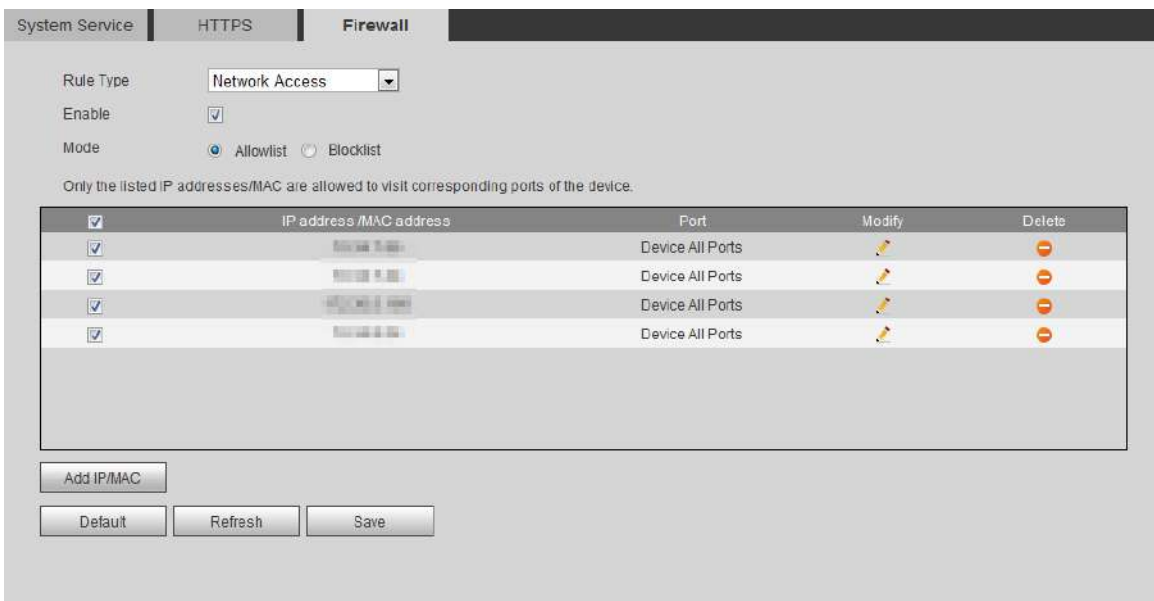 System Service HTTPS Firewall
Rule Type Network Access
Enable
Mode Allowlist Blocklist
Only the listed IP addresses/MAC are allowed to visit corresponding ports of the device.
IP address /MAC address Port Modify Delete
Device All Ports
Device All Ports
Device All Ports
Device All Ports
Add IP/MAC
Default Refresh Save